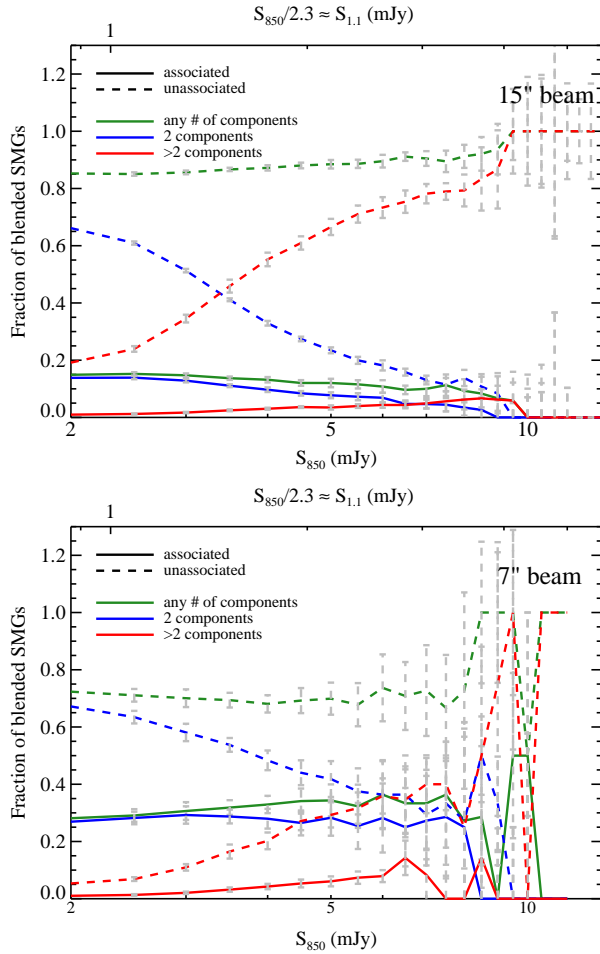 S850/2.3 ≈ S1.1 (mJy)
1
associated
unassociated
15" beam
any # of components
2 components
>2 components
Fraction of blended SMGs
1.2
1.0
0.8
0.6
0.4
0.2
0.0
2
5
10
S850 (mJy)
S850/2.3 ≈ S1.1 (mJy)
1
associated
unassociated
7" beam
any # of components
2 components
>2 components
Fraction of blended SMGs
1.2
1.0
0.8
0.6
0.4
0.2
0.0
2
5
10
S850 (mJy)